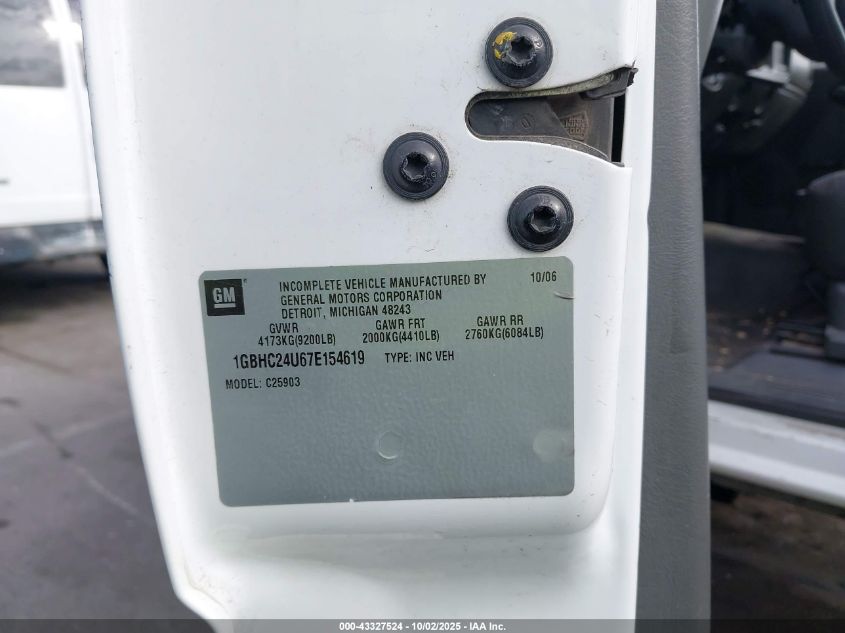 GM
INCOMPLETE VEHICLE MANUFACTURED BY 10/06
GENERAL MOTORS CORPORATION
DETROIT, MICHIGAN 48243
GVWR GAWR FRT GAWR RR
4173KG(9200LB) 2000KG(4410LB) 2760KG(6084LB)
1GBHC24U67E154619 TYPE: INC VEH
MODEL: C25903
000-43327524 - 10/02/2025 - IAA Inc.